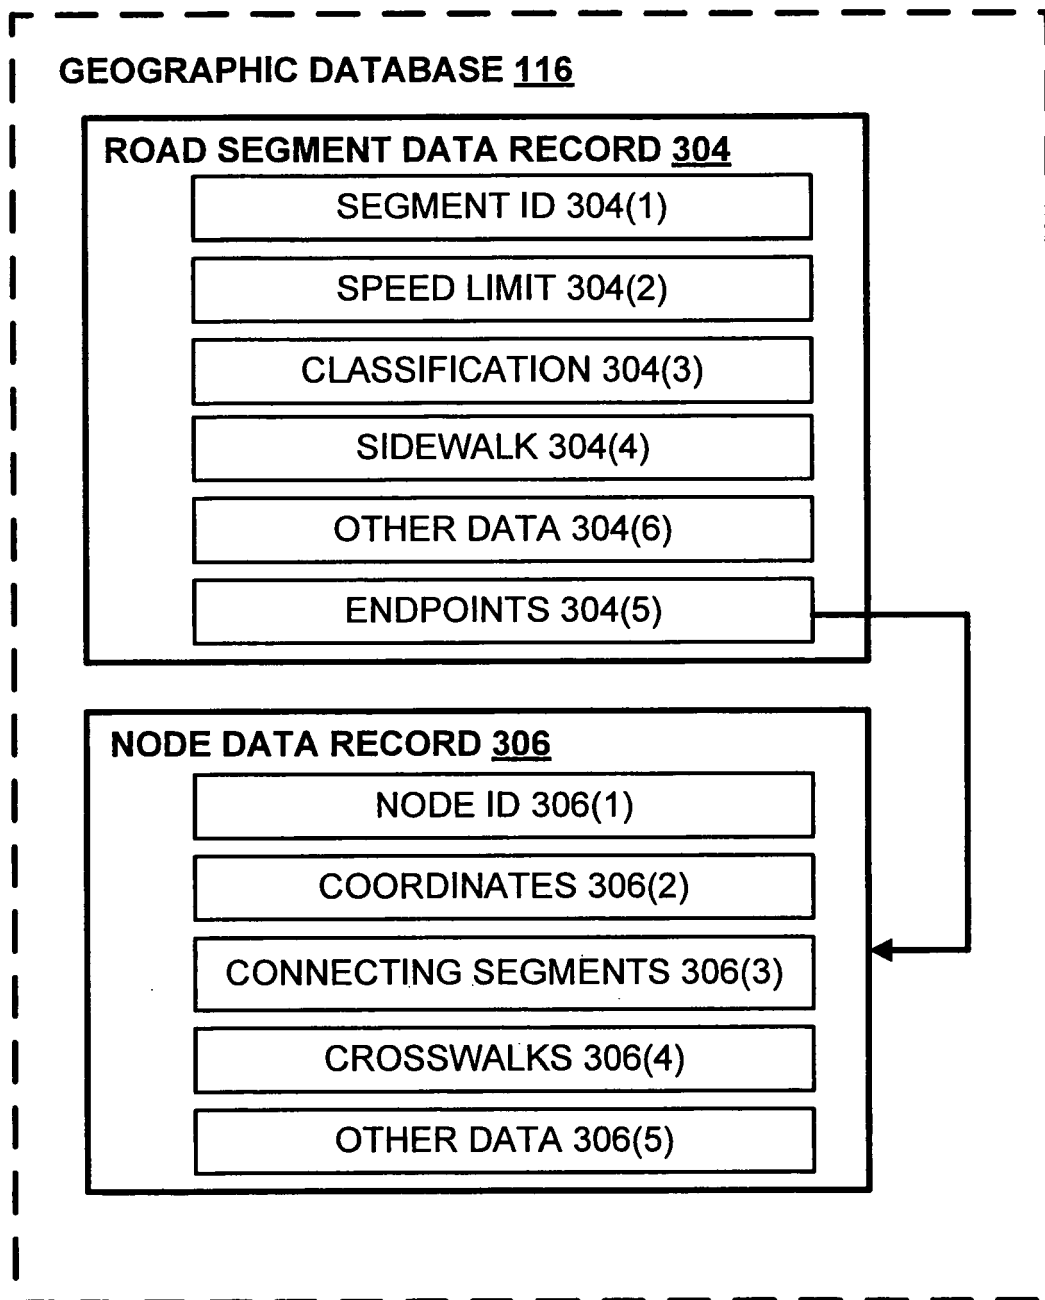 GEOGRAPHIC DATABASE 116
ROAD SEGMENT DATA RECORD 304
SEGMENT ID 304(1)
SPEED LIMIT 304(2)
CLASSIFICATION 304(3)
SIDEWALK 304(4)
OTHER DATA 304(6)
ENDPOINTS 304(5)
NODE DATA RECORD 306
NODE ID 306(1)
COORDINATES 306(2)
CONNECTING SEGMENTS 306(3)
CROSSWALKS 306(4)
OTHER DATA 306(5)